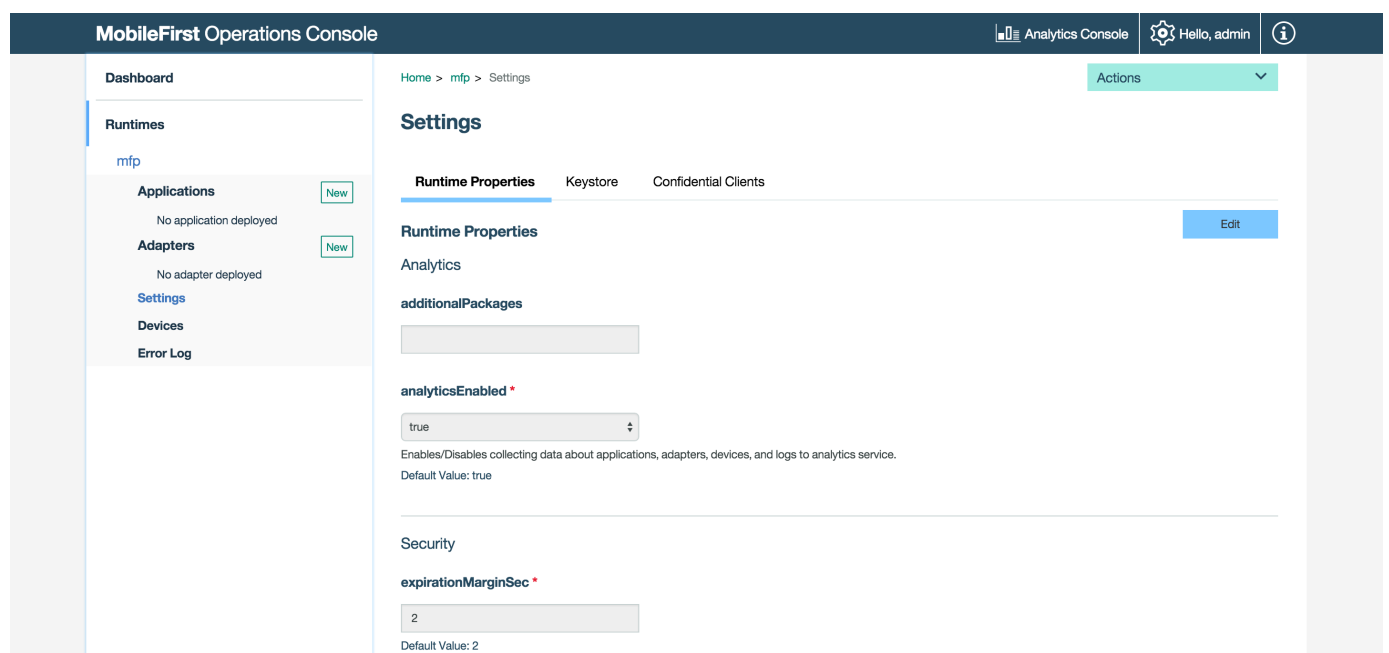 MobileFirst Operations Console
Analytics Console
Hello, admin
Dashboard
Runtimes
mfp
Applications New
No application deployed
Adapters New
No adapter deployed
Settings
Devices
Error Log
Home > mfp > Settings
Actions
Settings
Runtime Properties Keystore Confidential Clients
Runtime Properties
Edit
Analytics
additionalPackages
analyticsEnabled *
true
Enables/Disables collecting data about applications, adapters, devices, and logs to analytics service.
Default Value: true
Security
expirationMarginSec *
2
Default Value: 2